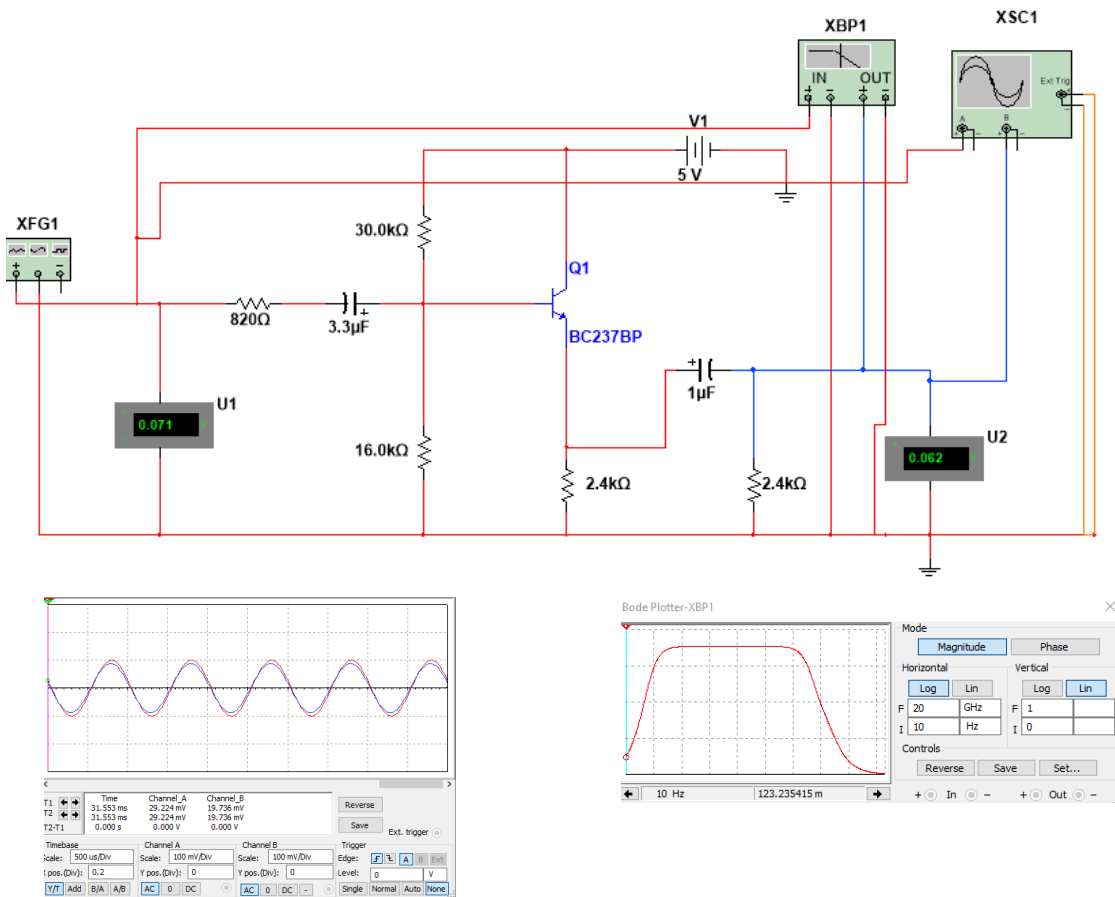 XSC1
XBP1
IN OUT
+ − + −
Ext Trig
+
−
A B
+ − + −
V1
5 V
XFG1
+ −
30.0kΩ
Q1
820Ω
3.3µF
+
BC237BP
+
1µF
U1
0.071
V
16.0kΩ
2.4kΩ
2.4kΩ
U2
0.062
V
Bode Plotter-XBP1
Mode
Magnitude Phase
Horizontal Vertical
Log Lin Log Lin
F 20 GHz F 1
I 10 Hz I 0
Controls
Reverse Save Set...
10 Hz 123.235415 m
+ In − + Out −
Time Channel_A Channel_B
T1 31.553 ms 29.224 mV 19.736 mV
T2 31.553 ms 29.224 mV 19.736 mV
T2-T1 0.000 s 0.000 V 0.000 V
Reverse
Save
Ext. trigger
Timebase Channel A Channel B Trigger
Scale: 500 us/Div Scale: 100 mV/Div Scale: 100 mV/Div Edge: A B Ext
X pos.(Div): 0.2 Y pos.(Div): 0 Y pos.(Div): 0 Level: 0 V
Y/T Add B/A A/B AC 0 DC AC 0 DC - Single Normal Auto None